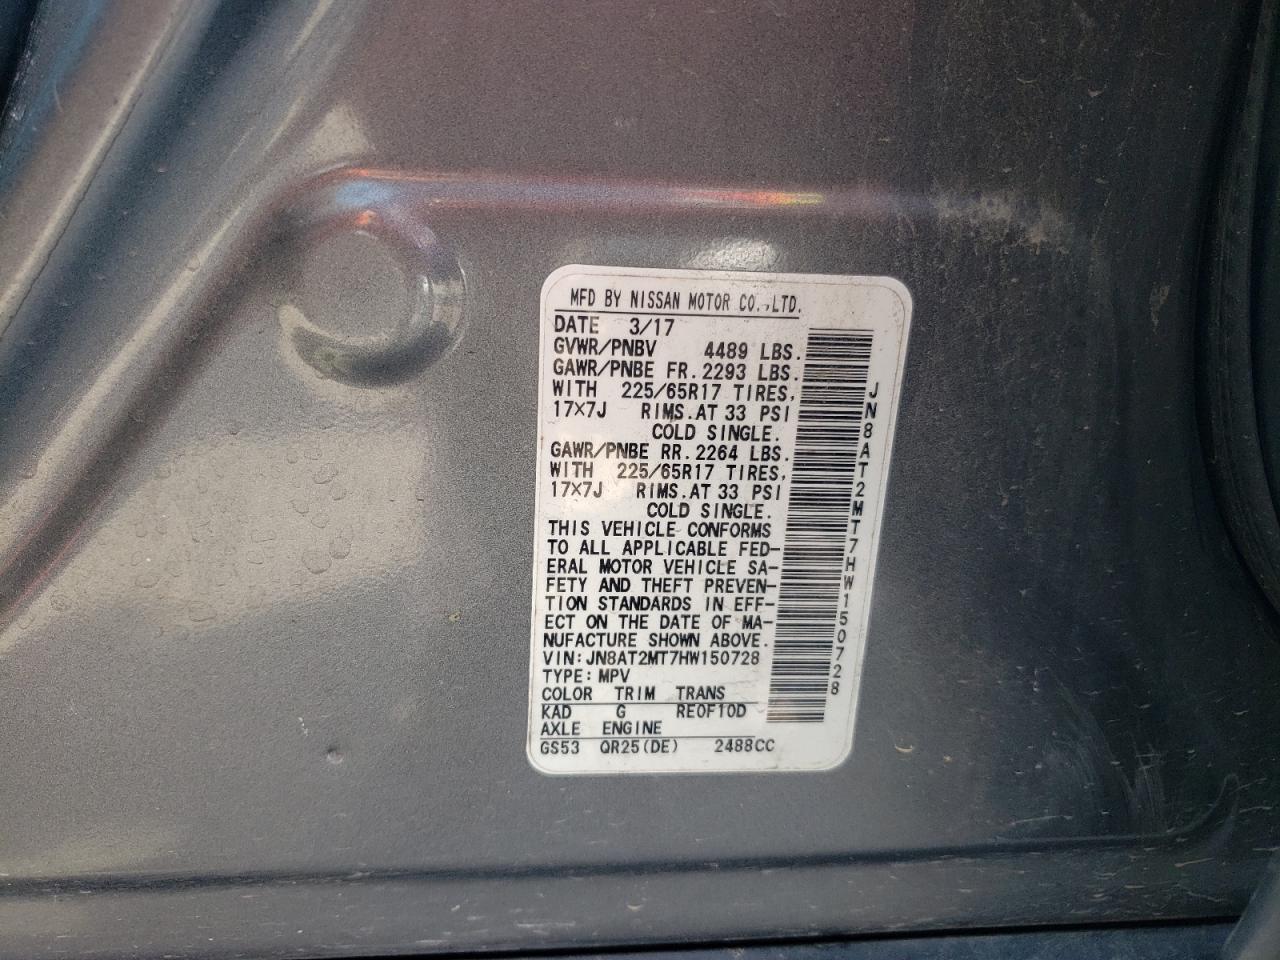 MFD BY NISSAN MOTOR CO.,LTD.
DATE 3/17
GVWR/PNBV 4489 LBS.
GAWR/PNBE FR. 2293 LBS.
WITH 225/65R17 TIRES,
17×7J RIMS. AT 33 PSI
COLD SINGLE.
GAWR/PNBE RR. 2264 LBS.
WITH 225/65R17 TIRES,
17×7J RIMS. AT 33 PSI
COLD SINGLE.
THIS VEHICLE CONFORMS
TO ALL APPLICABLE FED-
ERAL MOTOR VEHICLE SA-
FETY AND THEFT PREVEN-
TION STANDARDS IN EFF-
ECT ON THE DATE OF MA-
NUFACTURE SHOWN ABOVE.
VIN: JN8AT2MT7HW150728
TYPE: MPV
COLOR TRIM TRANS
KAD G RE0F10D
AXLE ENGINE
GS53 QR25(DE) 2488CC
JN8AT2MT7HW150728